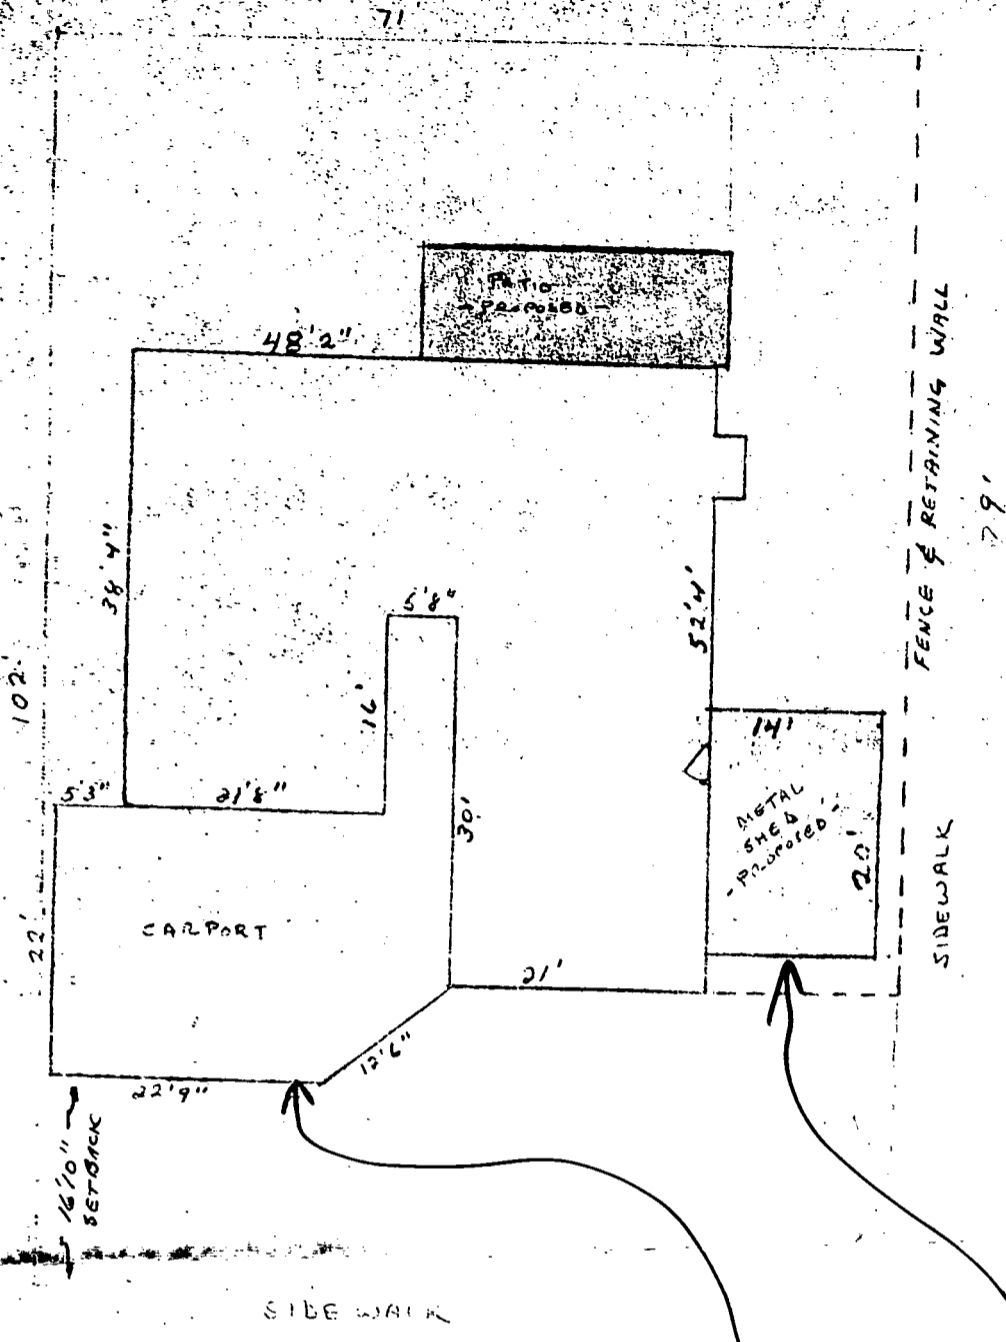 71
PATIO
- PROPOSED -
48'2"
38'4"
5'8"
16'
52'4'
FENCE & RETAINING WALL
79'
102'
5'3"
21'8"
30'
14'
METAL
SHED
- PROPOSED -
20'
SIDEWALK
22'
CARPORT
21'
12'6"
22'9"
16'10"
SETBACK
SIDEWALK